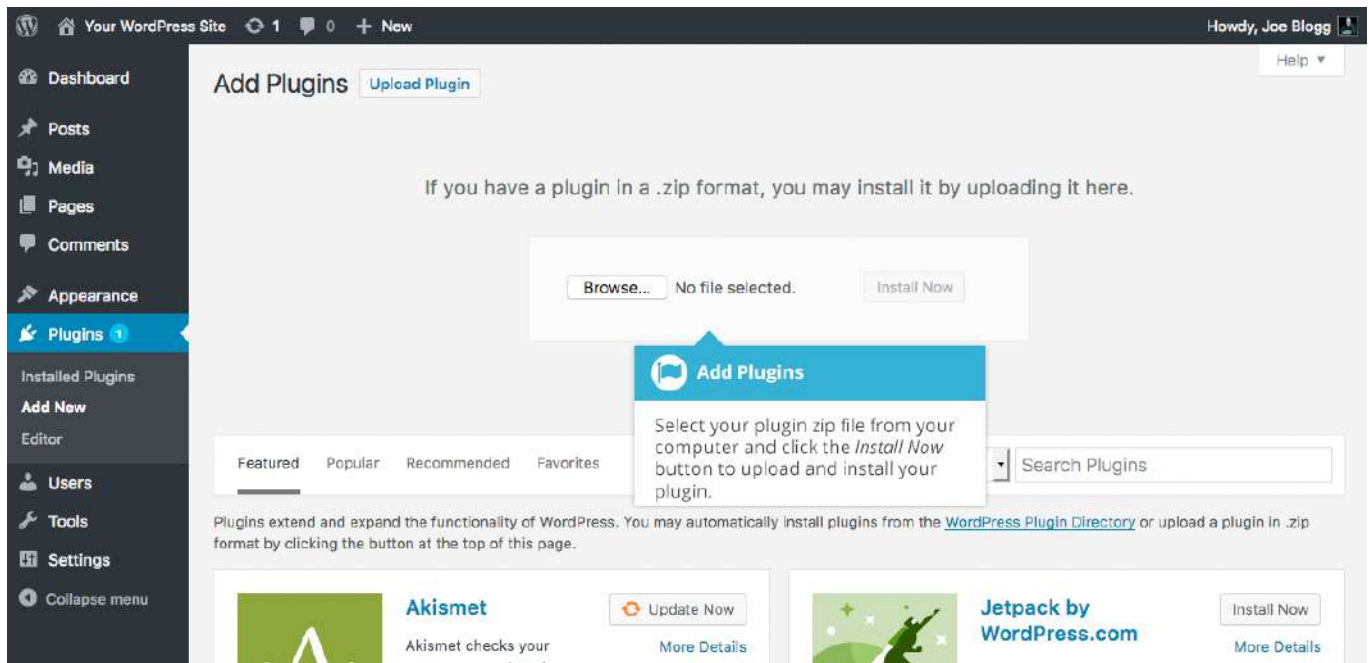 Your WordPress Site 1 0 + New Howdy, Joe Blogg
Help ▼
Dashboard
Posts
Media
Pages
Comments
Appearance
Plugins 1
Installed Plugins
Add New
Editor
Users
Tools
Settings
Collapse menu
Add Plugins Upload Plugin
If you have a plugin in a .zip format, you may install it by uploading it here.
Browse... No file selected. Install Now
Add Plugins
Select your plugin zip file from your
computer and click the Install Now
button to upload and install your
plugin.
Featured Popular Recommended Favorites Search Plugins
Plugins extend and expand the functionality of WordPress. You may automatically install plugins from the WordPress Plugin Directory or upload a plugin in .zip
format by clicking the button at the top of this page.
Akismet Update Now
Akismet checks your More Details
Jetpack by Install Now
WordPress.com More Details